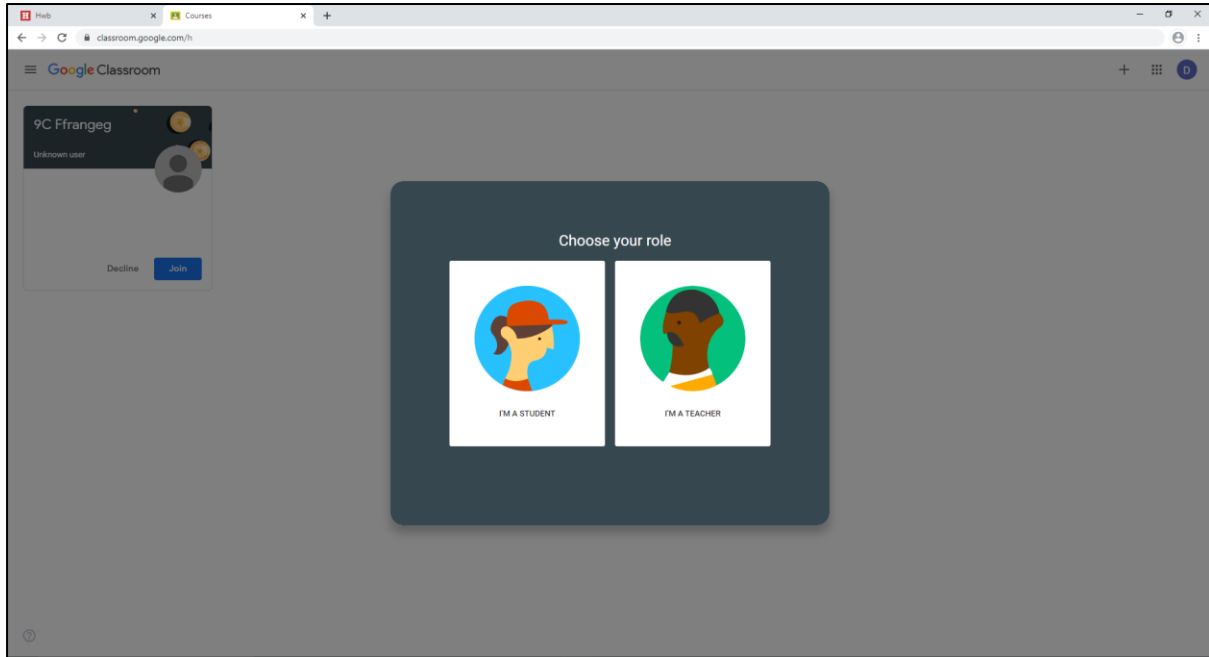 Hwb
Courses
classroom.google.com/h
Google Classroom
D
9C Ffrangeg
Unknown user
Decline
Join
Choose your role
I'M A STUDENT
I'M A TEACHER